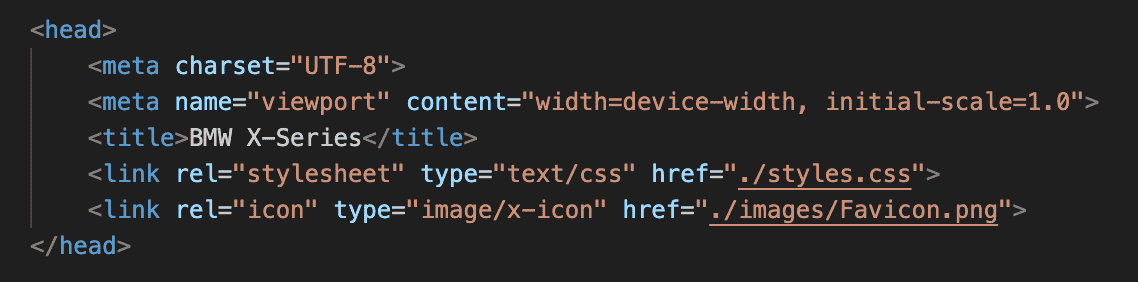 <head>
<meta charset="UTF-8">
<meta name="viewport" content="width=device-width, initial-scale=1.0">
<title>BMW X-Series</title>
<link rel="stylesheet" type="text/css" href="./styles.css">
<link rel="icon" type="image/x-icon" href="./images/Favicon.png">
</head>